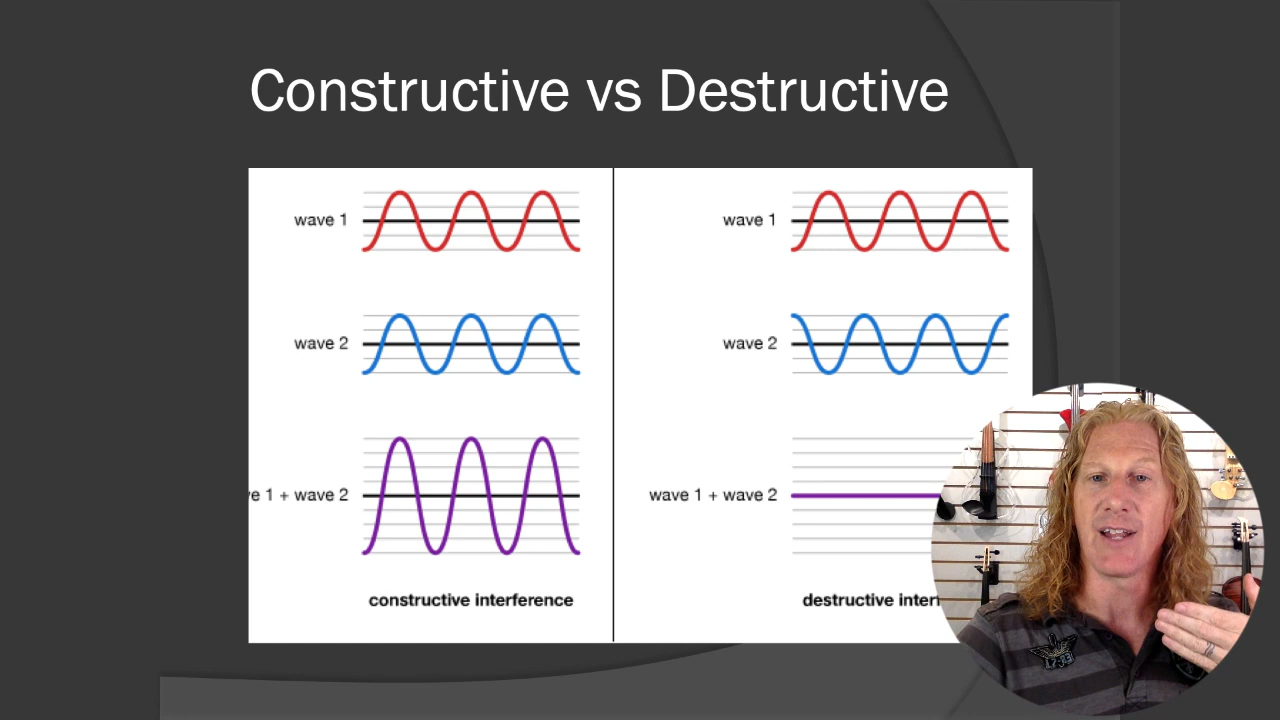 Constructive vs Destructive
wave 1
wave 2
e 1 + wave 2
constructive interference
wave 1
wave 2
wave 1 + wave 2
destructive